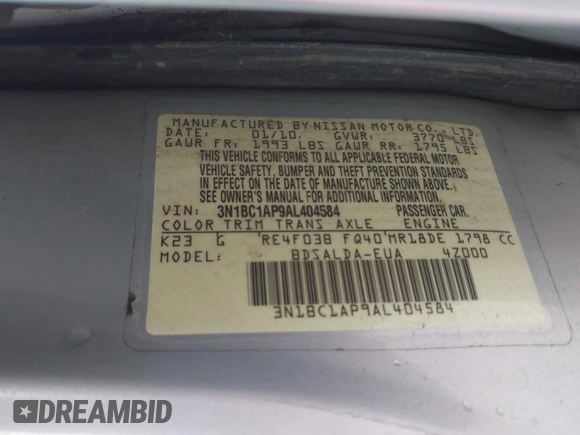 MANUFACTURED BY NISSAN MOTOR CO., LTD.
DATE: 01/10 GVWR: 3770 LBS
GAWR FR: 1993 LBS GAWR RR: 1795 LBS
THIS VEHICLE CONFORMS TO ALL APPLICABLE FEDERAL MOTOR
VEHICLE SAFETY, BUMPER AND THEFT PREVENTION STANDARDS
IN EFFECT ON THE DATE OF MANUFACTURE SHOWN ABOVE.
SEE OWNER'S MANUAL FOR ADDITIONAL INFORMATION.
VIN: 3N1BC1AP9AL404584 PASSENGER CAR.
COLOR TRIM TRANS AXLE ENGINE
K23 G RE4F03B FQ40 MR18DE 1798 CC
MODEL: BDSALDA-EUA 4Z000
3N1BC1AP9AL404584
DREAMBID